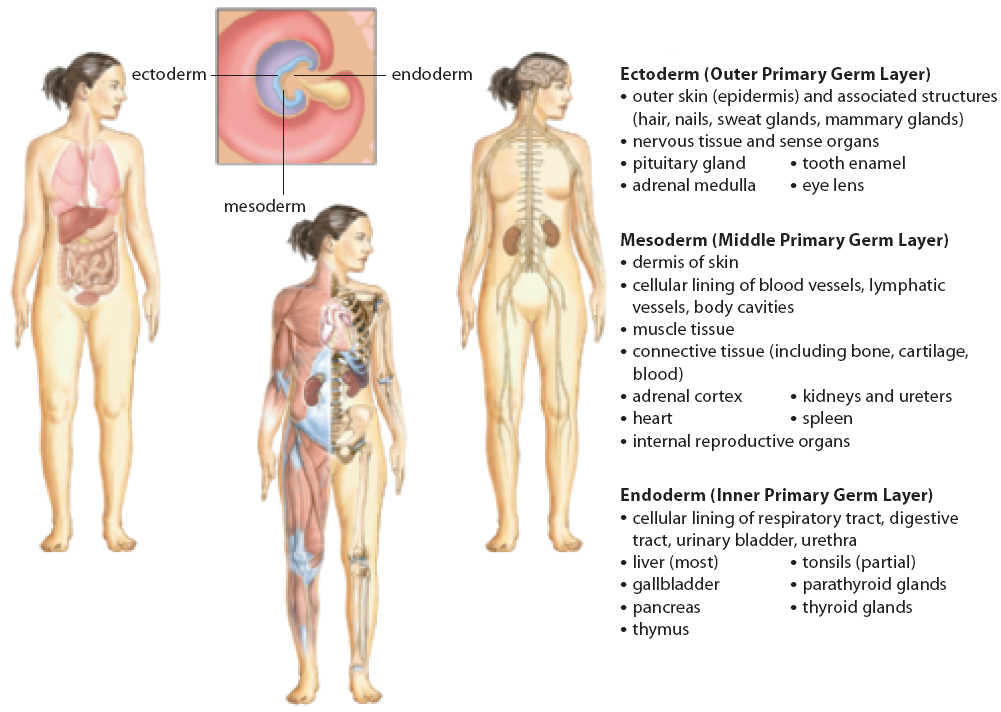 ectoderm
endoderm
mesoderm
Ectoderm (Outer Primary Germ Layer)
• outer skin (epidermis) and associated structures
(hair, nails, sweat glands, mammary glands)
• nervous tissue and sense organs
• pituitary gland • tooth enamel
• adrenal medulla • eye lens
Mesoderm (Middle Primary Germ Layer)
• dermis of skin
• cellular lining of blood vessels, lymphatic
vessels, body cavities
• muscle tissue
• connective tissue (including bone, cartilage,
blood)
• adrenal cortex • kidneys and ureters
• heart • spleen
• internal reproductive organs
Endoderm (Inner Primary Germ Layer)
• cellular lining of respiratory tract, digestive
tract, urinary bladder, urethra
• liver (most) • tonsils (partial)
• gallbladder • parathyroid glands
• pancreas • thyroid glands
• thymus